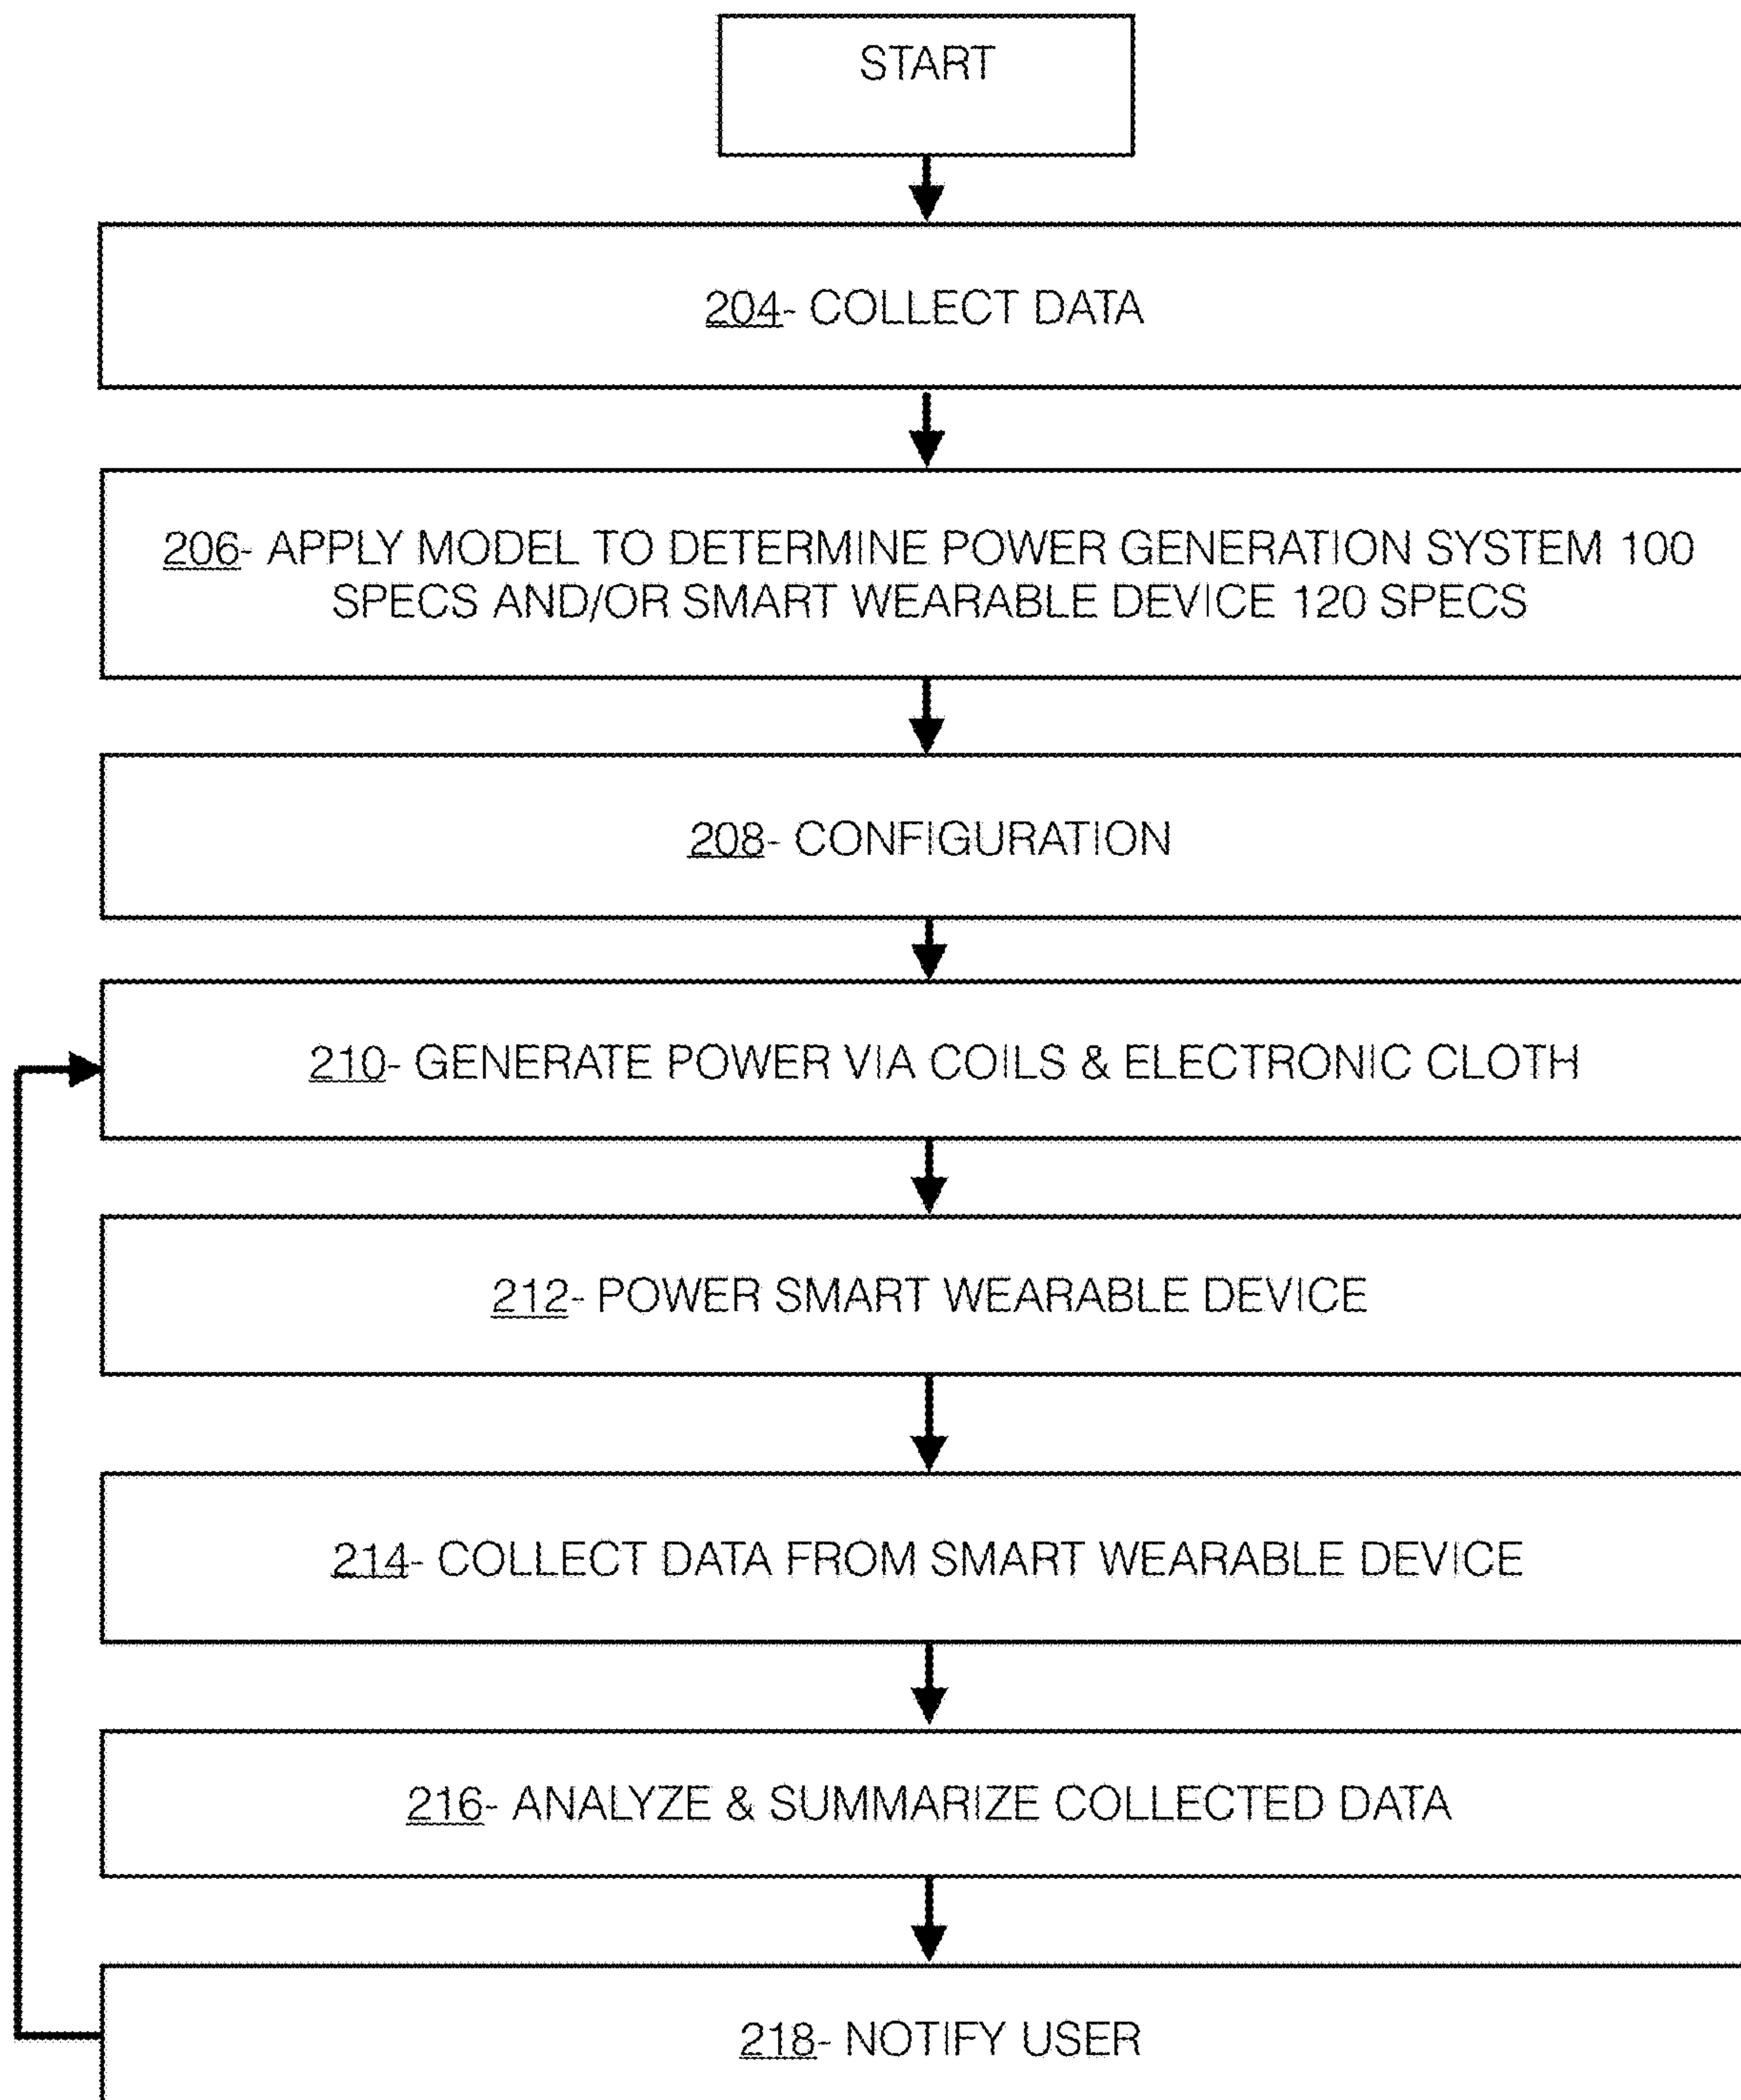 START
204- COLLECT DATA
206- APPLY MODEL TO DETERMINE POWER GENERATION SYSTEM 100
SPECS AND/OR SMART WEARABLE DEVICE 120 SPECS
208- CONFIGURATION
210- GENERATE POWER VIA COILS & ELECTRONIC CLOTH
212- POWER SMART WEARABLE DEVICE
214- COLLECT DATA FROM SMART WEARABLE DEVICE
216- ANALYZE & SUMMARIZE COLLECTED DATA
218- NOTIFY USER